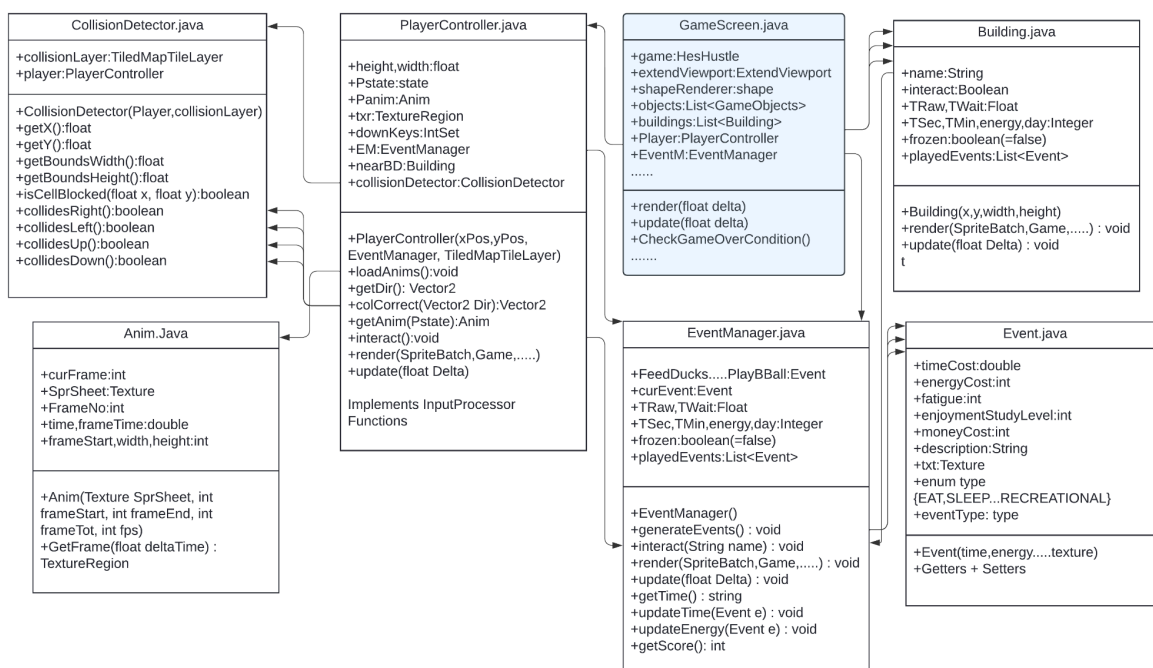 CollisionDetector.java
+collisionLayer:TiledMapTileLayer
+player:PlayerController
+CollisionDetector(Player,collisionLayer)
+getX():float
+getY():float
+getBoundsWidth():float
+getBoundsHeight():float
+isCellBlocked(float x, float y):boolean
+collidesRight():boolean
+collidesLeft():boolean
+collidesUp():boolean
+collidesDown():boolean
PlayerController.java
+height,width:float
+Pstate:state
+Panim:Anim
+txr:TextureRegion
+downKeys:IntSet
+EM:EventManager
+nearBD:Building
+collisionDetector:CollisionDetector
+PlayerController(xPos,yPos,
EventManager, TiledMapTileLayer)
+loadAnims():void
+getDir(): Vector2
+colCorrect(Vector2 Dir):Vector2
+getAnim(Pstate):Anim
+interact():void
+render(SpriteBatch,Game,.....)
+update(float Delta)
Implements InputProcessor
Functions
GameScreen.java
+game:HesHustle
+extendViewport:ExtendViewport
+shapeRenderer:shape
+objects:List<GameObjects>
+buildings:List<Building>
+Player:PlayerController
+EventM:EventManager
......
+render(float delta)
+update(float delta)
+CheckGameOverCondition()
.......
Building.java
+name:String
+interact:Boolean
+TRaw,TWait:Float
+TSec,TMin,energy,day:Integer
+frozen:boolean(=false)
+playedEvents:List<Event>
+Building(x,y,width,height)
+render(SpriteBatch,Game,.....) : void
+update(float Delta) : void
t
Anim.Java
+curFrame:int
+SprSheet:Texture
+FrameNo:int
+time,frameTime:double
+frameStart,width,height:int
+Anim(Texture SprSheet, int
frameStart, int frameEnd, int
frameTot, int fps)
+GetFrame(float deltaTime) :
TextureRegion
EventManager.java
+FeedDucks.....PlayBBall:Event
+curEvent:Event
+TRaw,TWait:Float
+TSec,TMin,energy,day:Integer
+frozen:boolean(=false)
+playedEvents:List<Event>
+EventManager()
+generateEvents() : void
+interact(String name) : void
+render(SpriteBatch,Game,.....) : void
+update(float Delta) : void
+getTime() : string
+updateTime(Event e) : void
+updateEnergy(Event e) : void
+getScore(): int
Event.java
+timeCost:double
+energyCost:int
+fatigue:int
+enjoymentStudyLevel:int
+moneyCost:int
+description:String
+txt:Texture
+enum type
{EAT,SLEEP...RECREATIONAL}
+eventType: type
+Event(time,energy.....texture)
+Getters + Setters